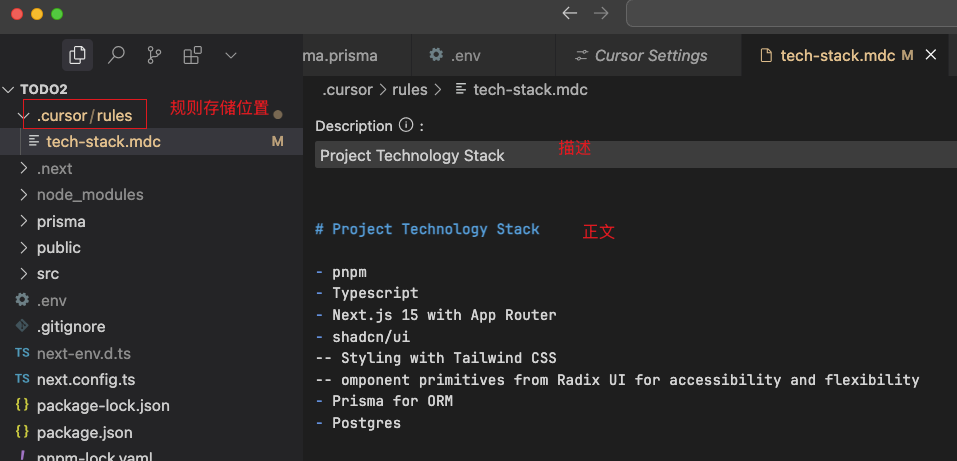 ma.prisma
.env
Cursor Settings
tech-stack.mdc M
TODO2
.cursor/rules
规则存储位置
tech-stack.mdc M
.next
node_modules
prisma
public
src
.env
.gitignore
TS next-env.d.ts
TS next.config.ts
{} package-lock.json
{} package.json
! pnpm-lock.yaml
.cursor > rules > tech-stack.mdc
Description :
Project Technology Stack
描述
# Project Technology Stack
正文
- pnpm
- Typescript
- Next.js 15 with App Router
- shadcn/ui
-- Styling with Tailwind CSS
-- omponent primitives from Radix UI for accessibility and flexibility
- Prisma for ORM
- Postgres